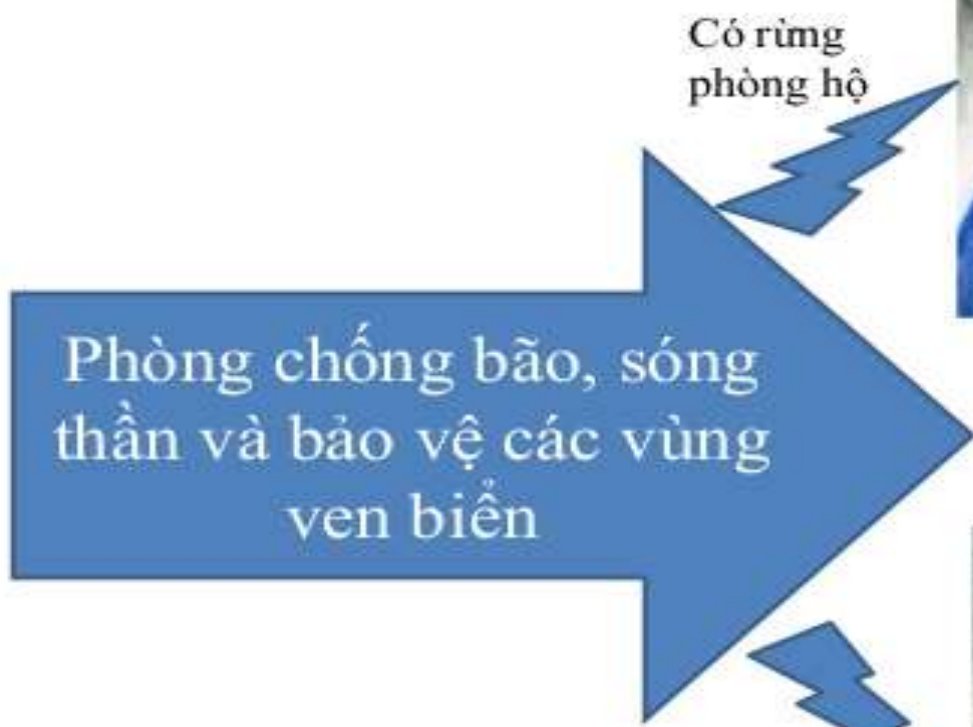 Có rừng
phòng hộ
Phòng chống bão, sóng
thần và bảo vệ các vùng
ven biển